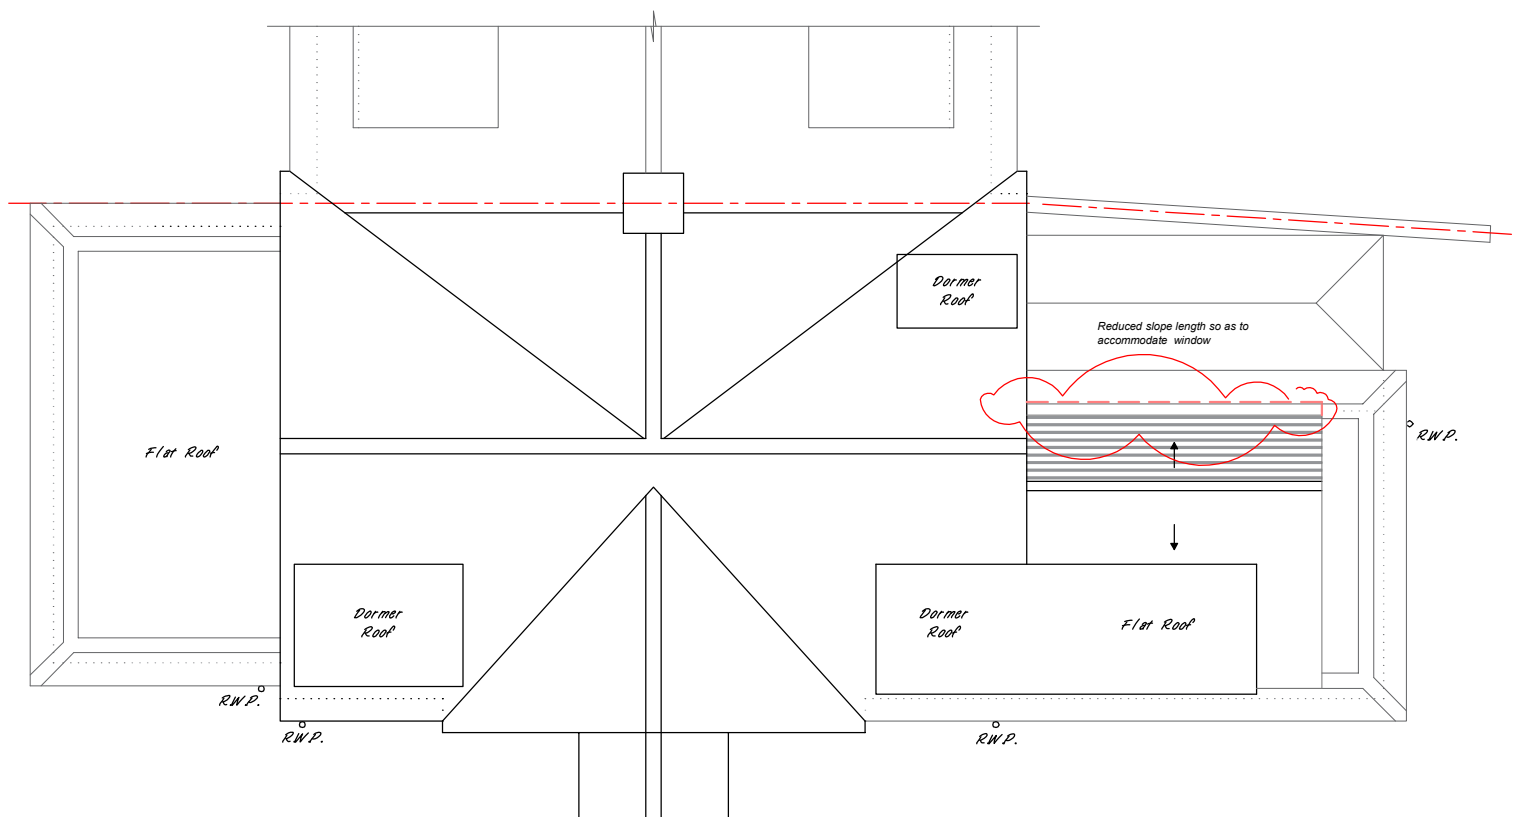 Dormer
Roof
Reduced slope length so as to
accommodate window
Flat Roof
R.W.P.
Dormer
Roof
Dormer
Roof
Flat Roof
R.W.P.
R.W.P.
R.W.P.